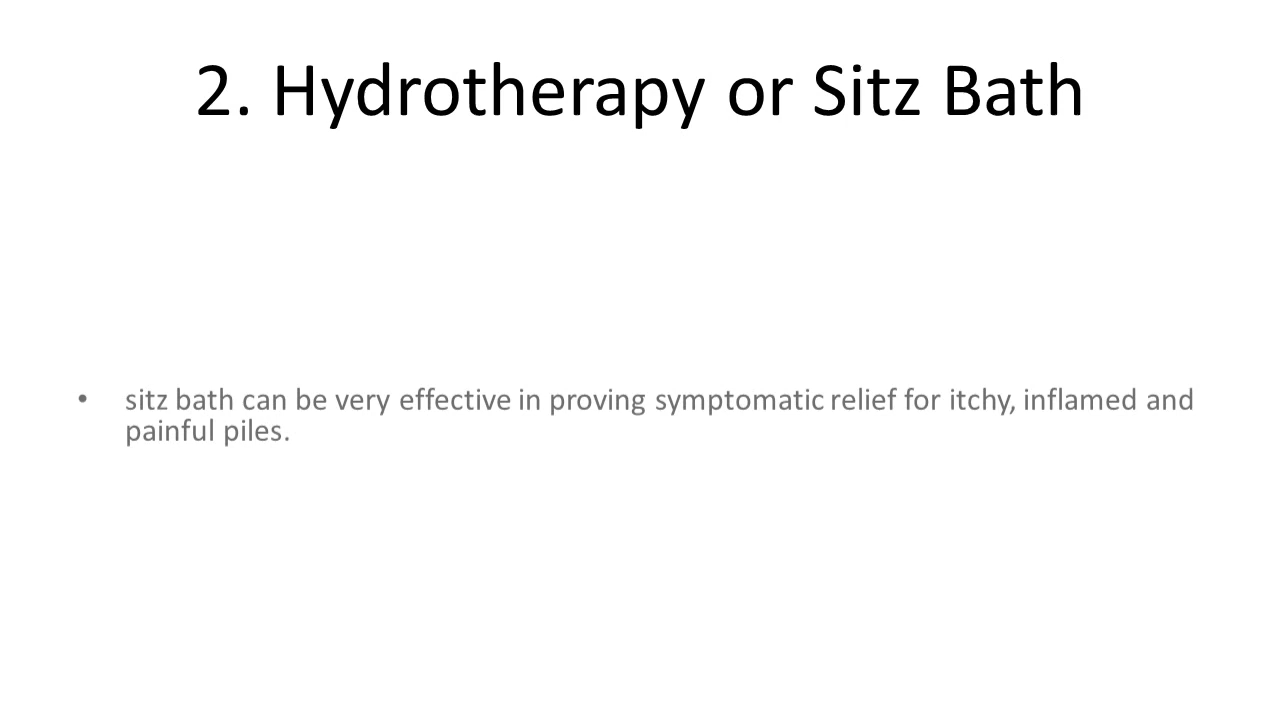 2. Hydrotherapy or Sitz Bath
• sitz bath can be very effective in proving symptomatic relief for itchy, inflamed and
painful piles.